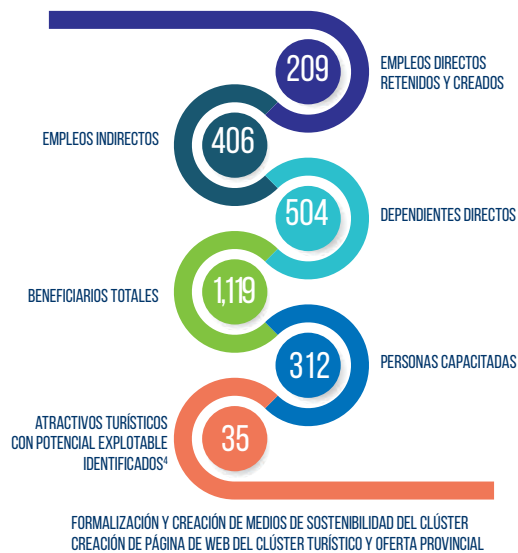 209
EMPLEOS DIRECTOS
RETENIDOS Y CREADOS
EMPLEOS INDIRECTOS
406
504
DEPENDIENTES DIRECTOS
BENEFICIARIOS TOTALES
1,119
312
PERSONAS CAPACITADAS
ATRACTIVOS TURÍSTICOS
CON POTENCIAL EXPLOTABLE
IDENTIFICADOS⁴
35
FORMALIZACIÓN Y CREACIÓN DE MEDIOS DE SOSTENIBILIDAD DEL CLÚSTER
CREACIÓN DE PÁGINA DE WEB DEL CLÚSTER TURÍSTICO Y OFERTA PROVINCIAL